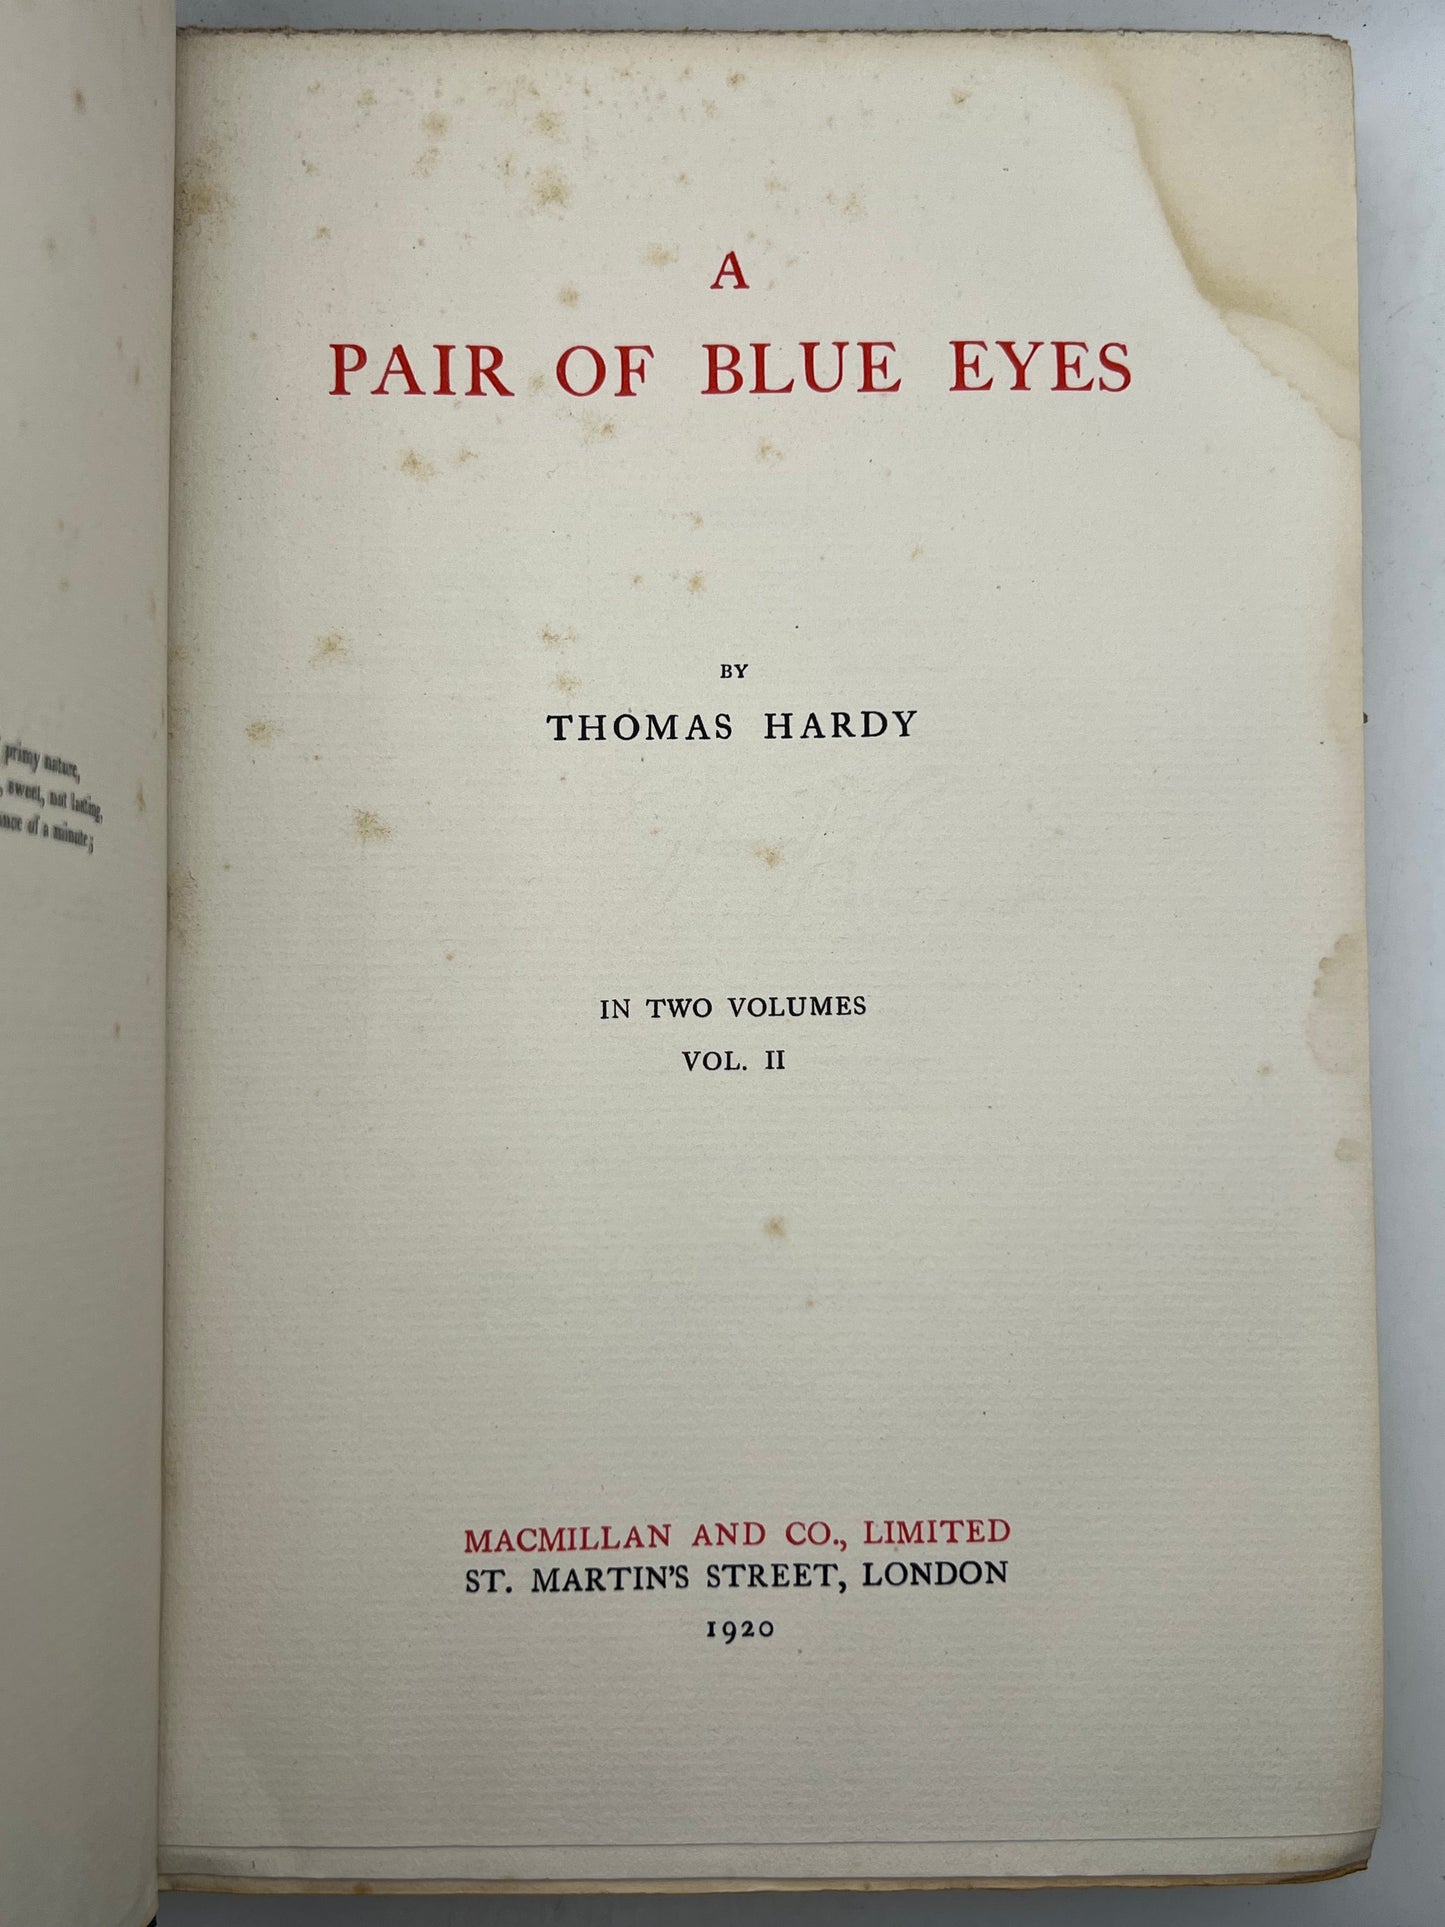 primy nature,
sweet, not lasting,
of a minute;
A
PAIR OF BLUE EYES
BY
THOMAS HARDY
IN TWO VOLUMES
VOL. II
MACMILLAN AND CO., LIMITED
ST. MARTIN'S STREET, LONDON
1920